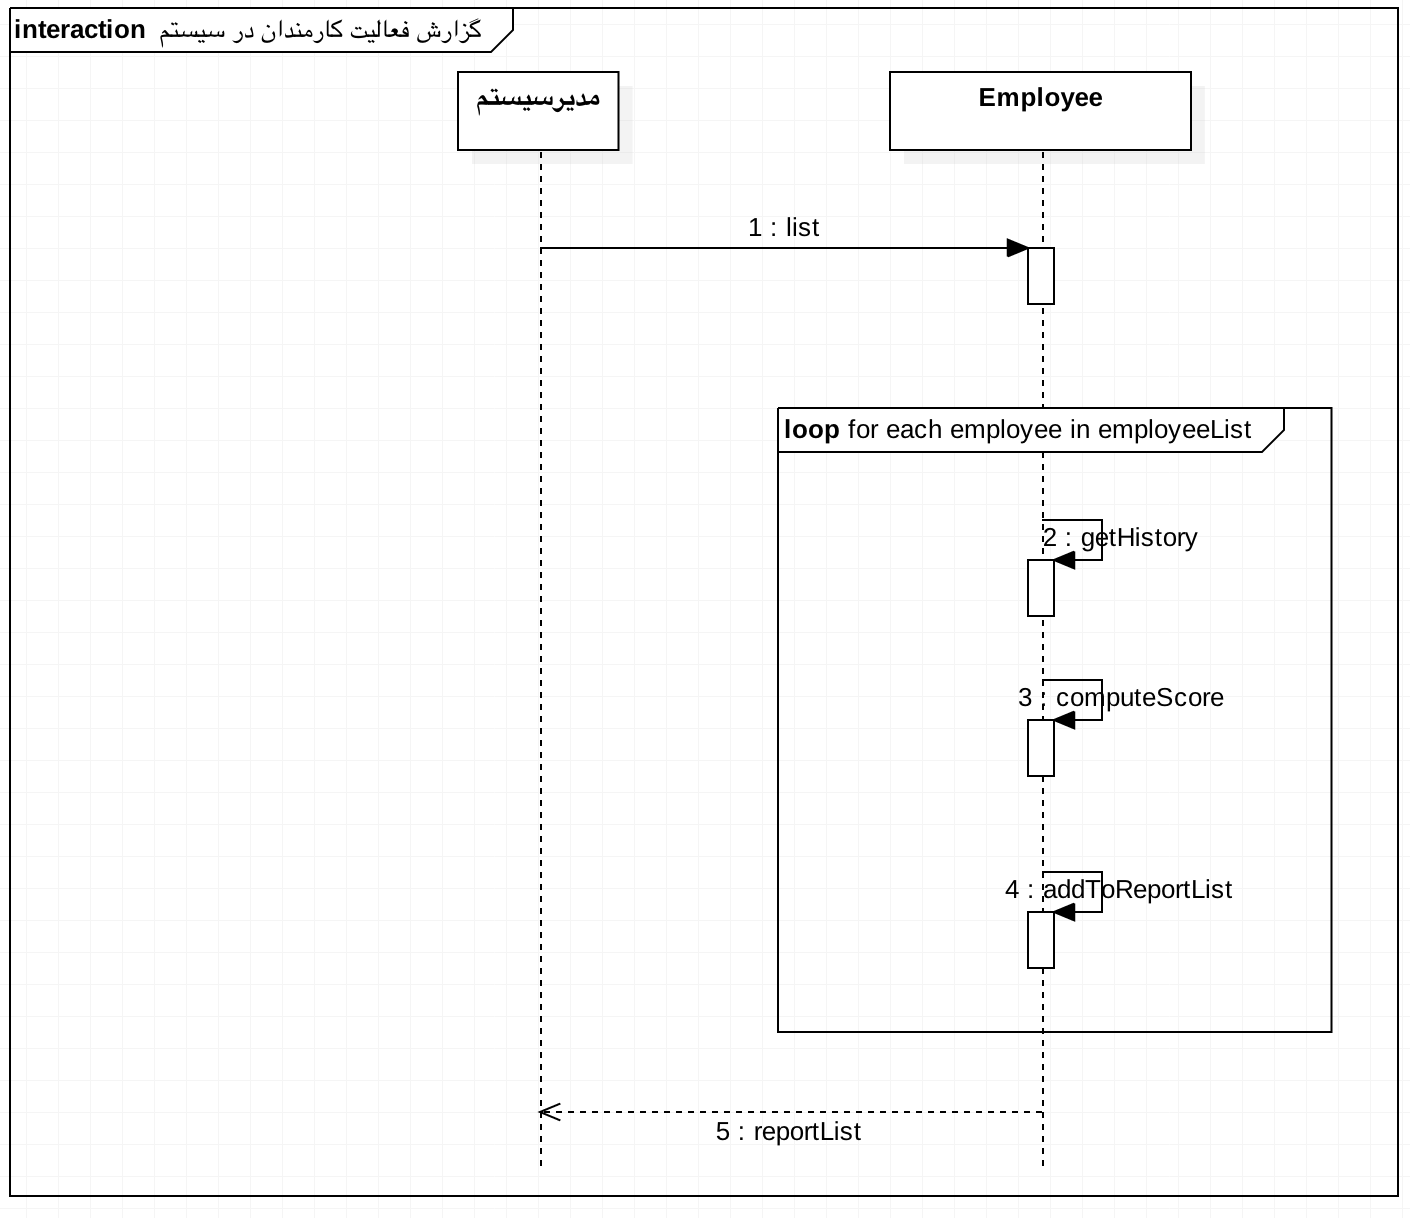 interaction گزارش فعالیت کارمندان در سیستم
مدیرسیستم
Employee
1 : list
loop for each employee in employeeList
2 : getHistory
3 : computeScore
4 : addToReportList
5 : reportList